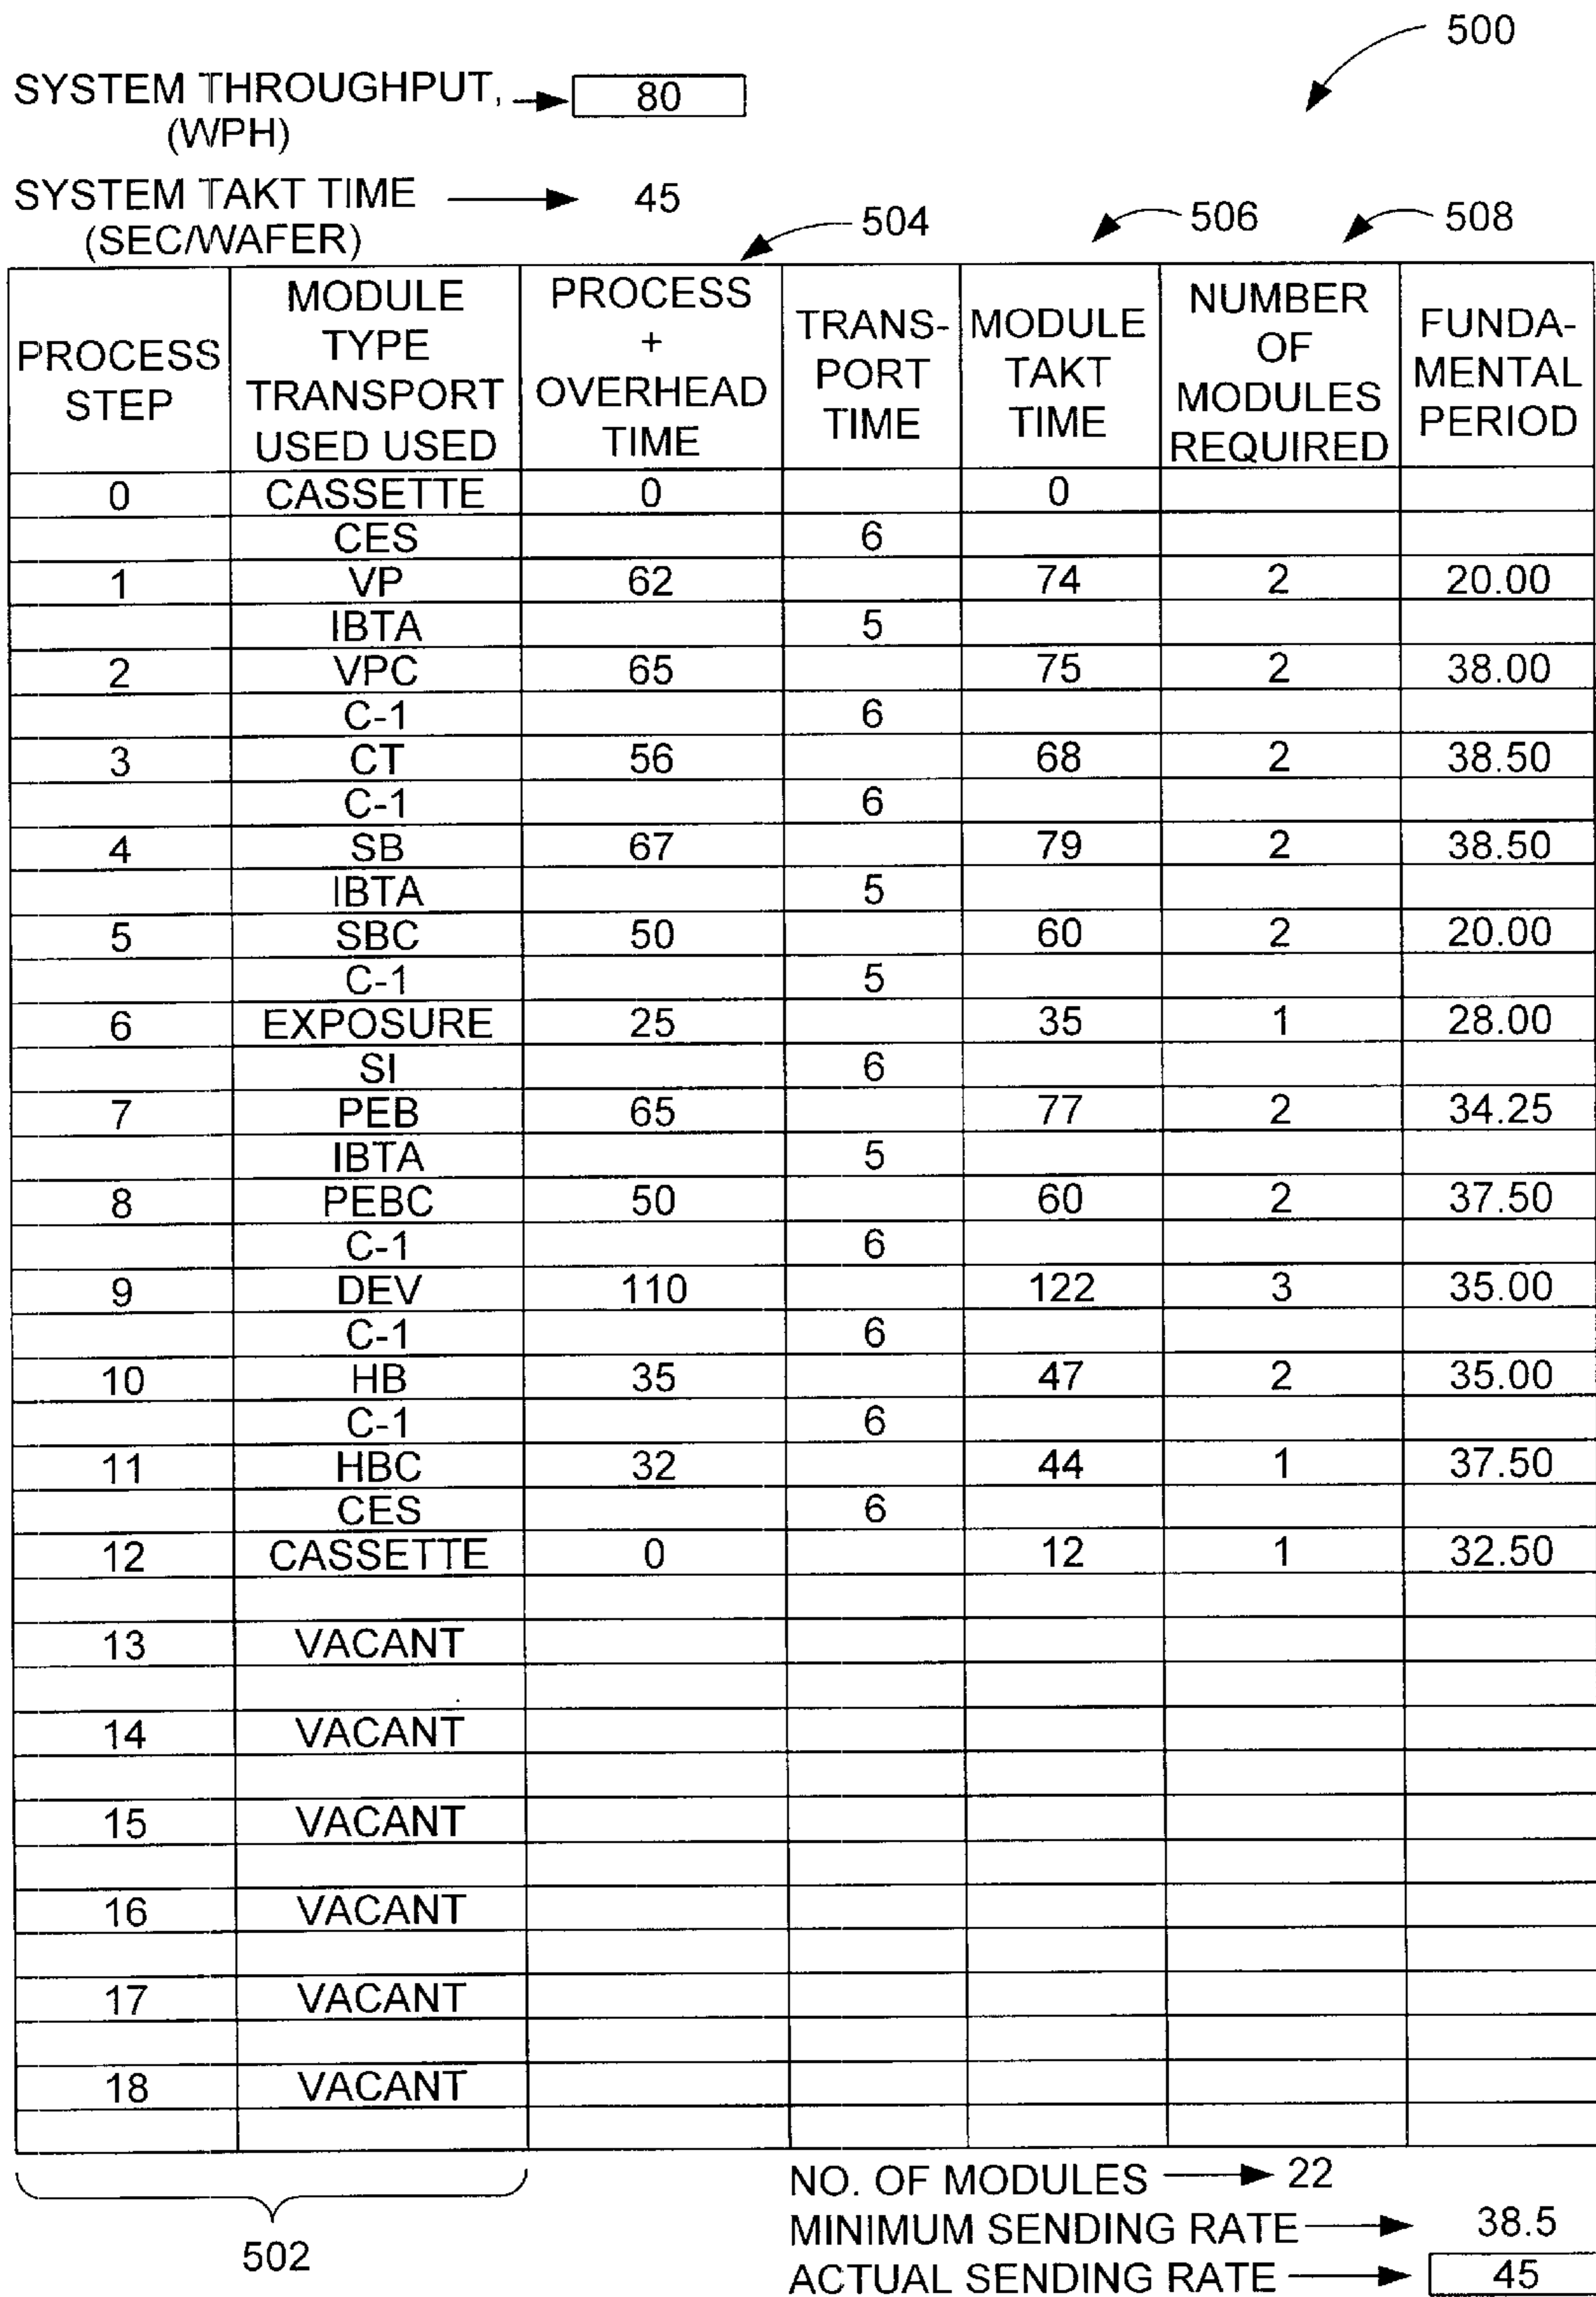 500
SYSTEM THROUGHPUT, 80
(WPH)
SYSTEM TAKT TIME 45
(SEC/WAFER)
504 506 508
PROCESS STEP MODULE TYPE TRANSPORT USED USED PROCESS + OVERHEAD TIME TRANS-PORT TIME MODULE TAKT TIME NUMBER OF MODULES REQUIRED FUNDA-MENTAL PERIOD
0 CASSETTE 0 0
CES 6
1 VP 62 74 2 20.00
IBTA 5
2 VPC 65 75 2 38.00
C-1 6
3 CT 56 68 2 38.50
C-1 6
4 SB 67 79 2 38.50
IBTA 5
5 SBC 50 60 2 20.00
C-1 5
6 EXPOSURE 25 35 1 28.00
SI 6
7 PEB 65 77 2 34.25
IBTA 5
8 PEBC 50 60 2 37.50
C-1 6
9 DEV 110 122 3 35.00
C-1 6
10 HB 35 47 2 35.00
C-1 6
11 HBC 32 44 1 37.50
CES 6
12 CASSETTE 0 12 1 32.50
13 VACANT
14 VACANT
15 VACANT
16 VACANT
17 VACANT
18 VACANT
502
NO. OF MODULES 22
MINIMUM SENDING RATE 38.5
ACTUAL SENDING RATE 45